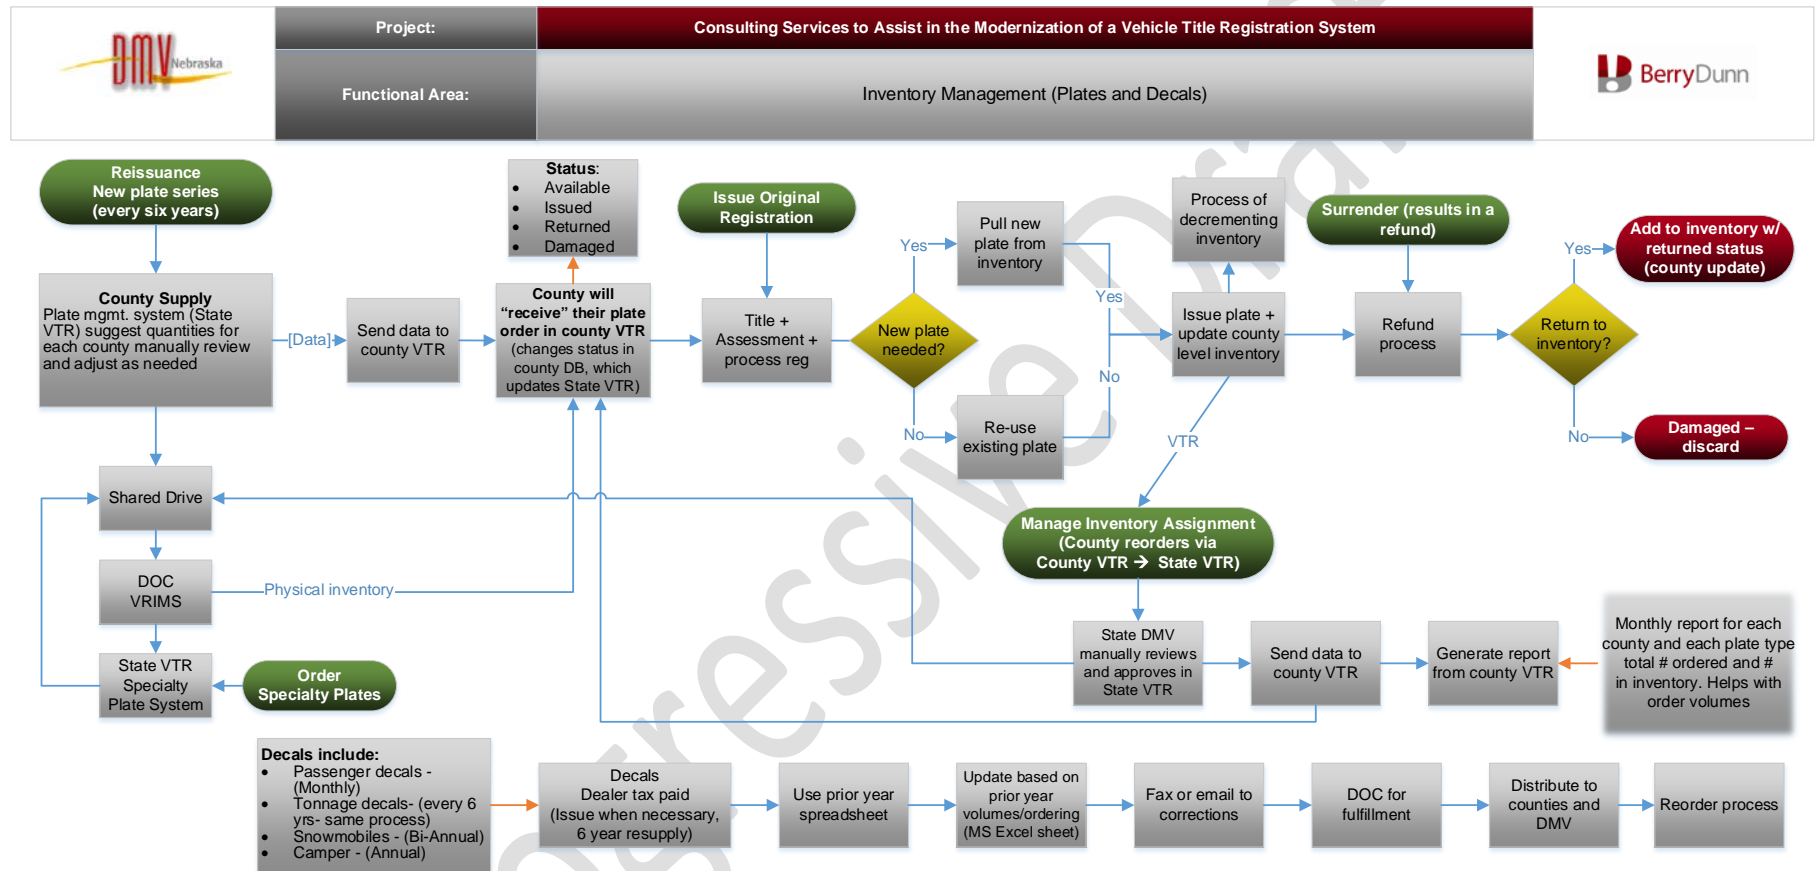 DMV Nebraska
Project:
Consulting Services to Assist in the Modernization of a Vehicle Title Registration System
Functional Area:
Inventory Management (Plates and Decals)
BerryDunn
Reissuance
New plate series
(every six years)
County Supply
Plate mgmt. system (State
VTR) suggest quantities for
each county manually review
and adjust as needed
[Data]
Send data to
county VTR
Status:
• Available
• Issued
• Returned
• Damaged
County will
“receive” their plate
order in county VTR
(changes status in
county DB, which
updates State VTR)
Issue Original
Registration
Title +
Assessment +
process reg
New plate
needed?
Yes
Pull new
plate from
inventory
No
Re-use
existing plate
Yes
No
Process of
decrementing
inventory
Issue plate +
update county
level inventory
Surrender (results in a
refund)
Refund
process
Return to
inventory?
Yes
Add to inventory w/
returned status
(county update)
No
Damaged –
discard
VTR
Shared Drive
DOC
VRIMS
Physical inventory
State VTR
Specialty
Plate System
Order
Specialty Plates
Manage Inventory Assignment
(County reorders via
County VTR → State VTR)
State DMV
manually reviews
and approves in
State VTR
Send data to
county VTR
Generate report
from county VTR
Monthly report for each
county and each plate type
total # ordered and #
in inventory. Helps with
order volumes
Decals include:
• Passenger decals -
(Monthly)
• Tonnage decals- (every 6
yrs- same process)
• Snowmobiles - (Bi-Annual)
• Camper - (Annual)
Decals
Dealer tax paid
(Issue when necessary,
6 year resupply)
Use prior year
spreadsheet
Update based on
prior year
volumes/ordering
(MS Excel sheet)
Fax or email to
corrections
DOC for
fulfillment
Distribute to
counties and
DMV
Reorder process